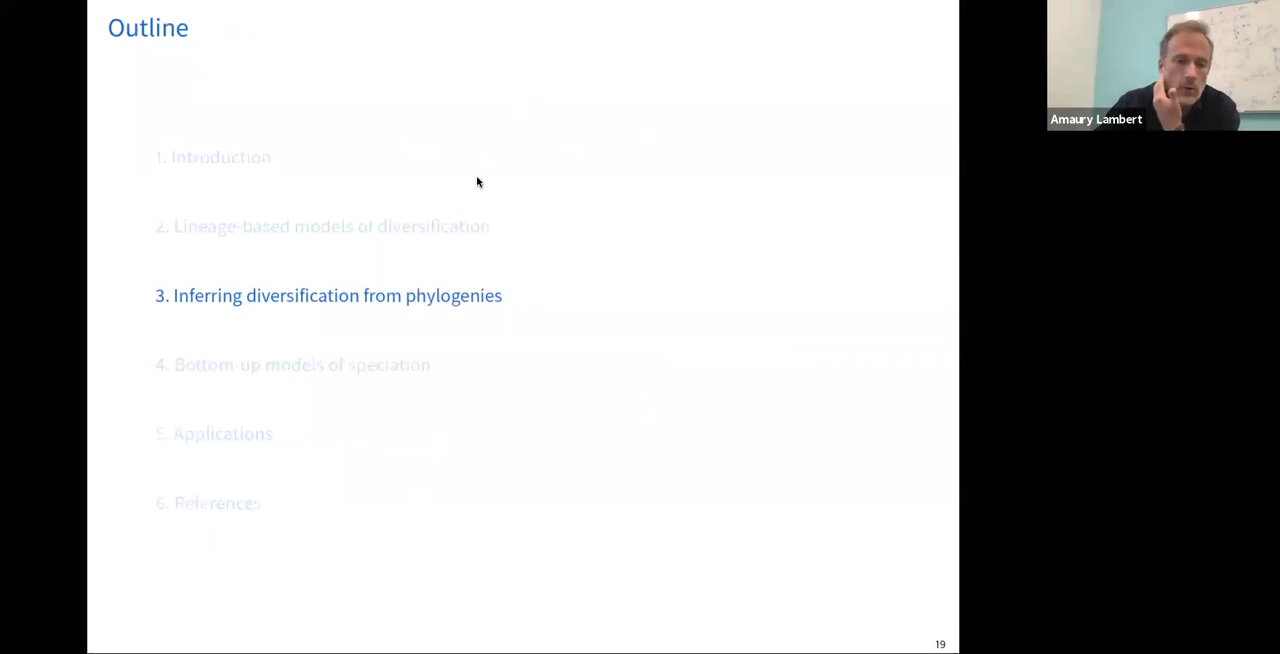 Outline
1. Introduction
2. Lineage-based models of diversification
3. Inferring diversification from phylogenies
4. Bottom-up models of speciation
5. Applications
6. References
19
Amaury Lambert